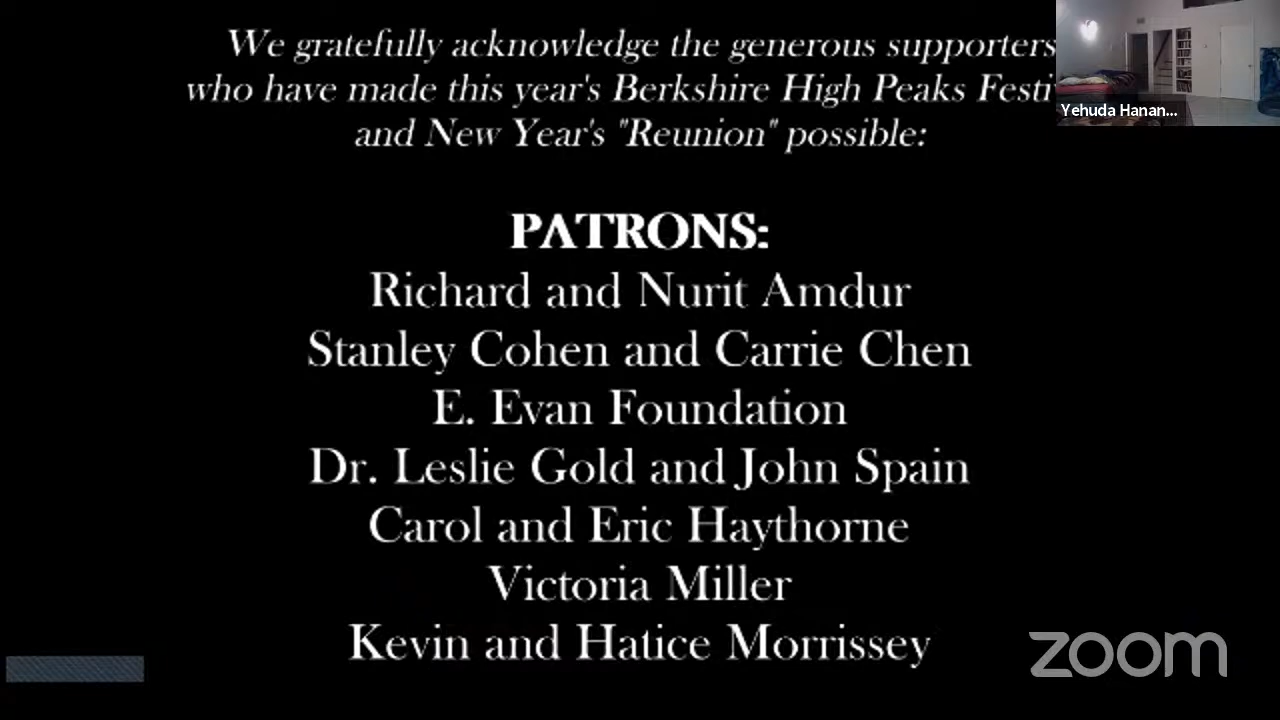 We gratefully acknowledge the generous supporters
who have made this year's Berkshire High Peaks Festi
and New Year's "Reunion" possible:
Yehuda Hanan...
PATRONS:
Richard and Nurit Amdur
Stanley Cohen and Carrie Chen
E. Evan Foundation
Dr. Leslie Gold and John Spain
Carol and Eric Haythorne
Victoria Miller
Kevin and Hatice Morrissey
zoom